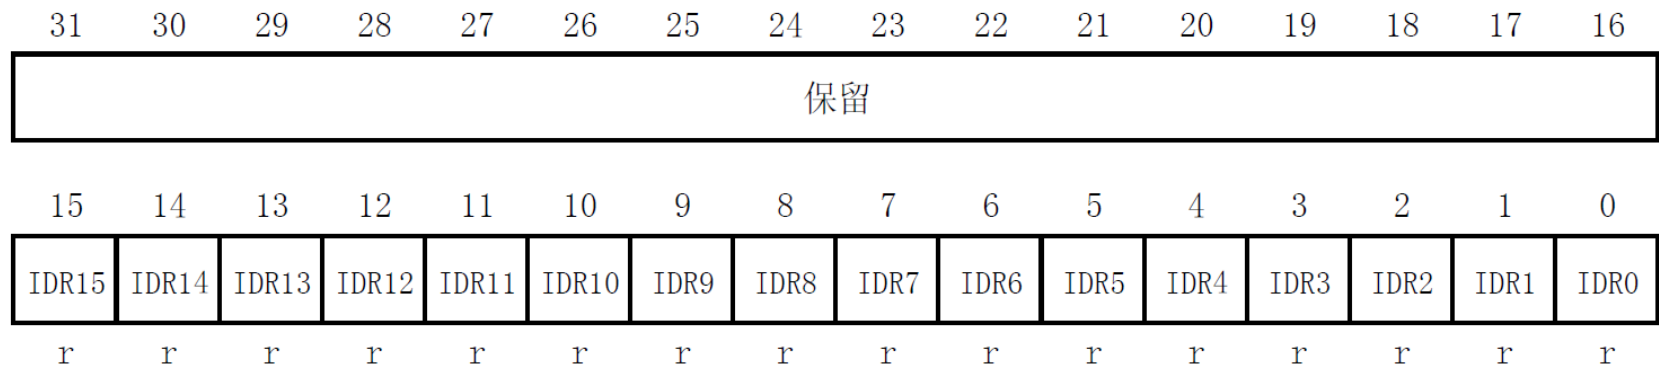 31 30 29 28 27 26 25 24 23 22 21 20 19 18 17 16
保留
15 14 13 12 11 10 9 8 7 6 5 4 3 2 1 0
IDR15 IDR14 IDR13 IDR12 IDR11 IDR10 IDR9 IDR8 IDR7 IDR6 IDR5 IDR4 IDR3 IDR2 IDR1 IDR0
r r r r r r r r r r r r r r r r